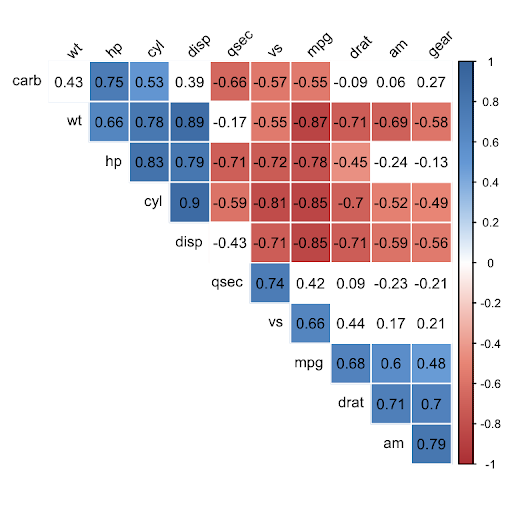 wt hp cyl disp qsec vs mpg drat am gear
carb 0.43 0.75 0.53 0.39 -0.66 -0.57 -0.55 -0.09 0.06 0.27
wt 0.66 0.78 0.89 -0.17 -0.55 -0.87 -0.71 -0.69 -0.58
hp 0.83 0.79 -0.71 -0.72 -0.78 -0.45 -0.24 -0.13
cyl 0.9 -0.59 -0.81 -0.85 -0.7 -0.52 -0.49
disp -0.43 -0.71 -0.85 -0.71 -0.59 -0.56
qsec 0.74 0.42 0.09 -0.23 -0.21
vs 0.66 0.44 0.17 0.21
mpg 0.68 0.6 0.48
drat 0.71 0.7
am 0.79
1
0.8
0.6
0.4
0.2
0
-0.2
-0.4
-0.6
-0.8
-1